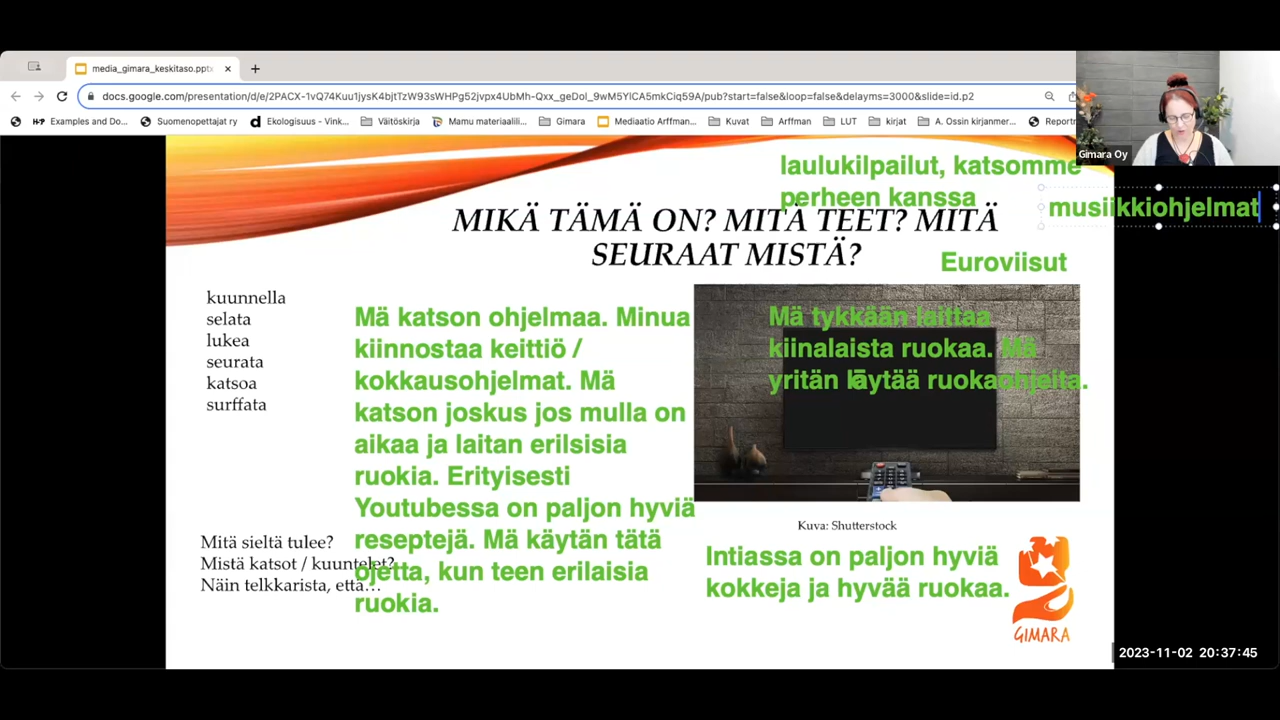 media_gimara_keskitaso.pptx
docs.google.com/presentation/d/e/2PACX-1vQ74Kuu1jysK4bjtTzW93sWHPg52jvpx4UbMh-Qxx_geDol_9wM5YlCA5mkCiq59A/pub?start=false&loop=false&delayms=3000&slide=id.p2
Examples and Do... Suomenopettajat ry Ekologisuus - Vink... Väitöskirja Mamu materiaalili... Gimara Mediaatio Arffman... Kuvat Arffman LUT kirjat A. Ossin kirjanmer... Reportr
Gimara Oy
laulukilpailut, katsomme
perheen kanssa
musiikkiohjelmat
MIKÄ TÄMÄ ON? MITÄ TEET? MITÄ
SEURAAT MISTÄ?
Euroviisut
kuunnella
selata
lukea
seurata
katsoa
surffata
Mä katson ohjelmaa. Minua
kiinnostaa keittiö /
kokkausohjelmat. Mä
katson joskus jos mulla on
aikaa ja laitan erilsisia
ruokia. Erityisesti
Youtubessa on paljon hyviä
reseptejä. Mä käytän tätä
ojetta, kun teen erilaisia
ruokia.
Mä tykkään laittaa
kiinalaista ruokaa. Mä
yritän löytää ruokaohjeita.
Kuva: Shutterstock
Mitä sieltä tulee?
Mistä katsot / kuuntelet?
Näin telkkarista, että…
Intiassa on paljon hyviä
kokkeja ja hyvää ruokaa.
GIMARA
2023-11-02 20:37:45